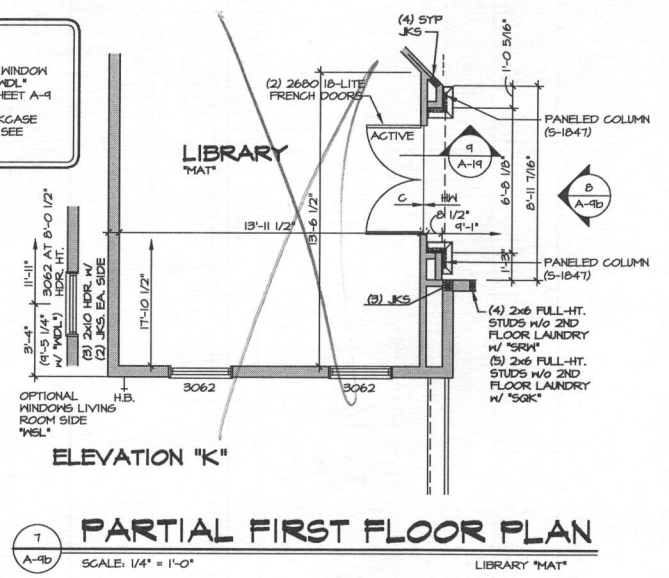 WINDOW
"WDL"
HEET A-9
KCASE
SEE
(4) SYP
JKS
1'-0 5/16"
(2) 2680 18-LITE
FRENCH DOORS
ACTIVE
LIBRARY
"MAT"
PANELED COLUMN
(S-1847)
9
A-19
6'-8 1/8"
8'-11 7/16"
8
A-9b
C
HW
8 1/2"
9'-1"
13'-11 1/2"
13'-6 1/2"
17'-10 1/2"
1'-3"
PANELED COLUMN
(S-1847)
11'-11"
3'-4"
3062 AT 8'-0 1/2"
(9'-5 1/4" HDR. HT.
W/ "WDL")
(3) 2x10 HDR. W/
(2) JKS. EA. SIDE
(3) JKS
(4) 2x6 FULL-HT.
STUDS W/O 2ND
FLOOR LAUNDRY
W/ "SRW"
(5) 2x6 FULL-HT.
STUDS W/O 2ND
FLOOR LAUNDRY
W/ "SQK"
3062
3062
H.B.
OPTIONAL
WINDOWS LIVING
ROOM SIDE
"WSL"
ELEVATION "K"
7
A-9b
PARTIAL FIRST FLOOR PLAN
SCALE: 1/4" = 1'-0"
LIBRARY "MAT"